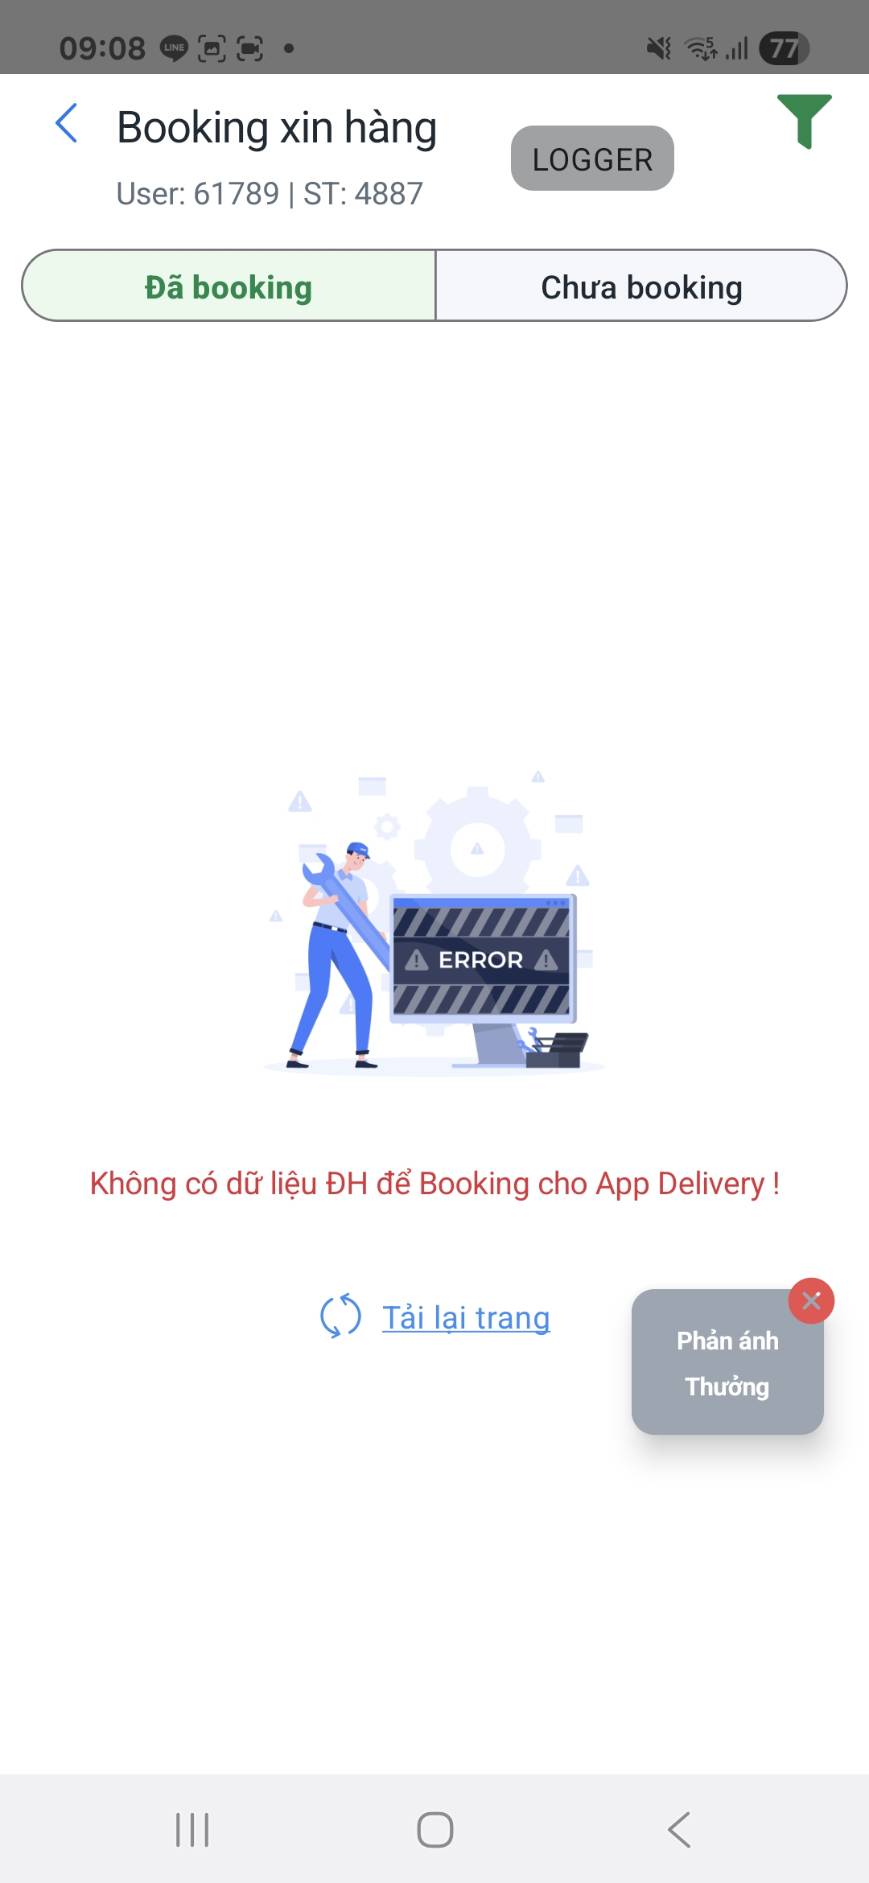 09:08 LINE 5 77
Booking xin hàng
LOGGER
User: 61789 | ST: 4887
Đã booking
Chưa booking
ERROR
Không có dữ liệu ĐH để Booking cho App Delivery !
Tải lại trang
Phản ánh
Thưởng